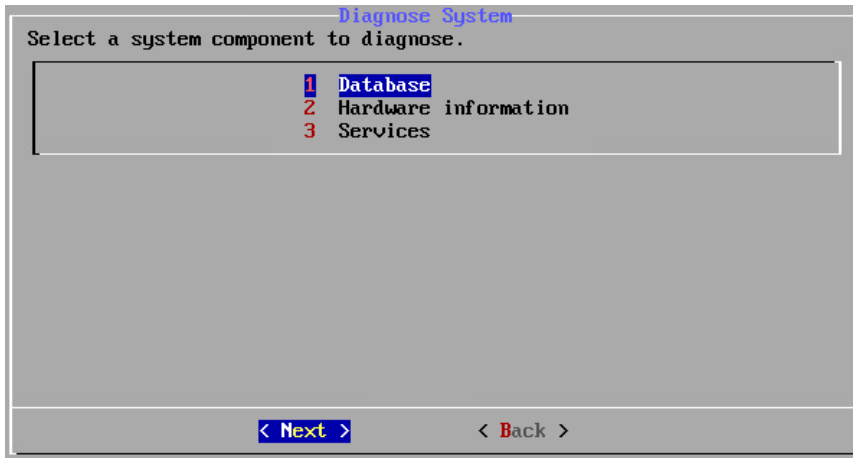 Diagnose System
Select a system component to diagnose.
1 Database
2 Hardware information
3 Services
< Next > < Back >